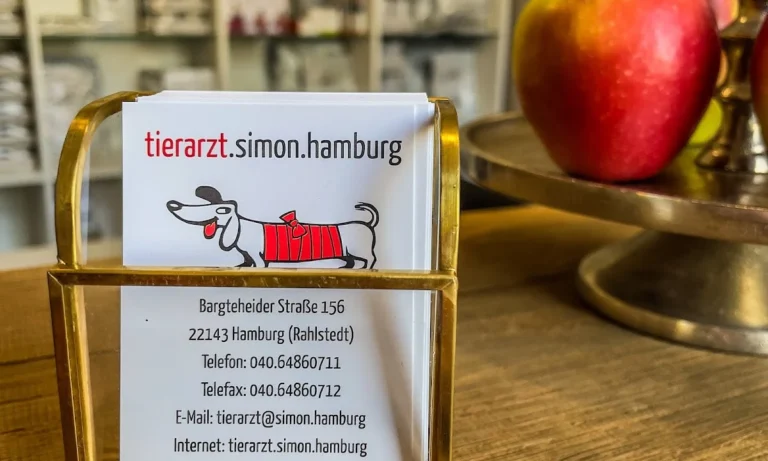 tierarzt.simon.hamburg
Bargteheider Straße 156
22143 Hamburg (Rahlstedt)
Telefon: 040.64860711
Telefax: 040.64860712
E-Mail: tierarzt@simon.hamburg
Internet: tierarzt.simon.hamburg